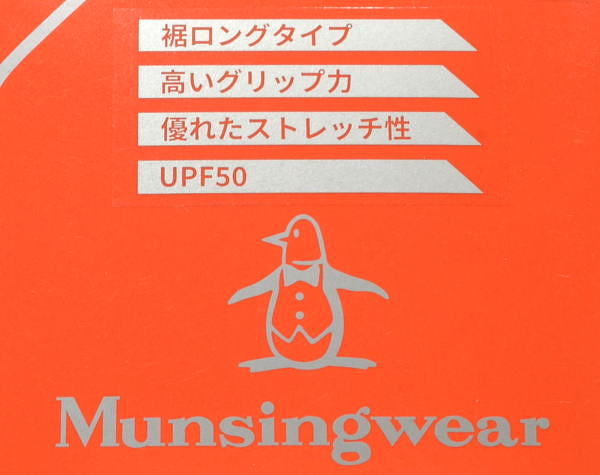 裾ロングタイプ
高いグリップ力
優れたストレッチ性
UPF50
Munsingwear